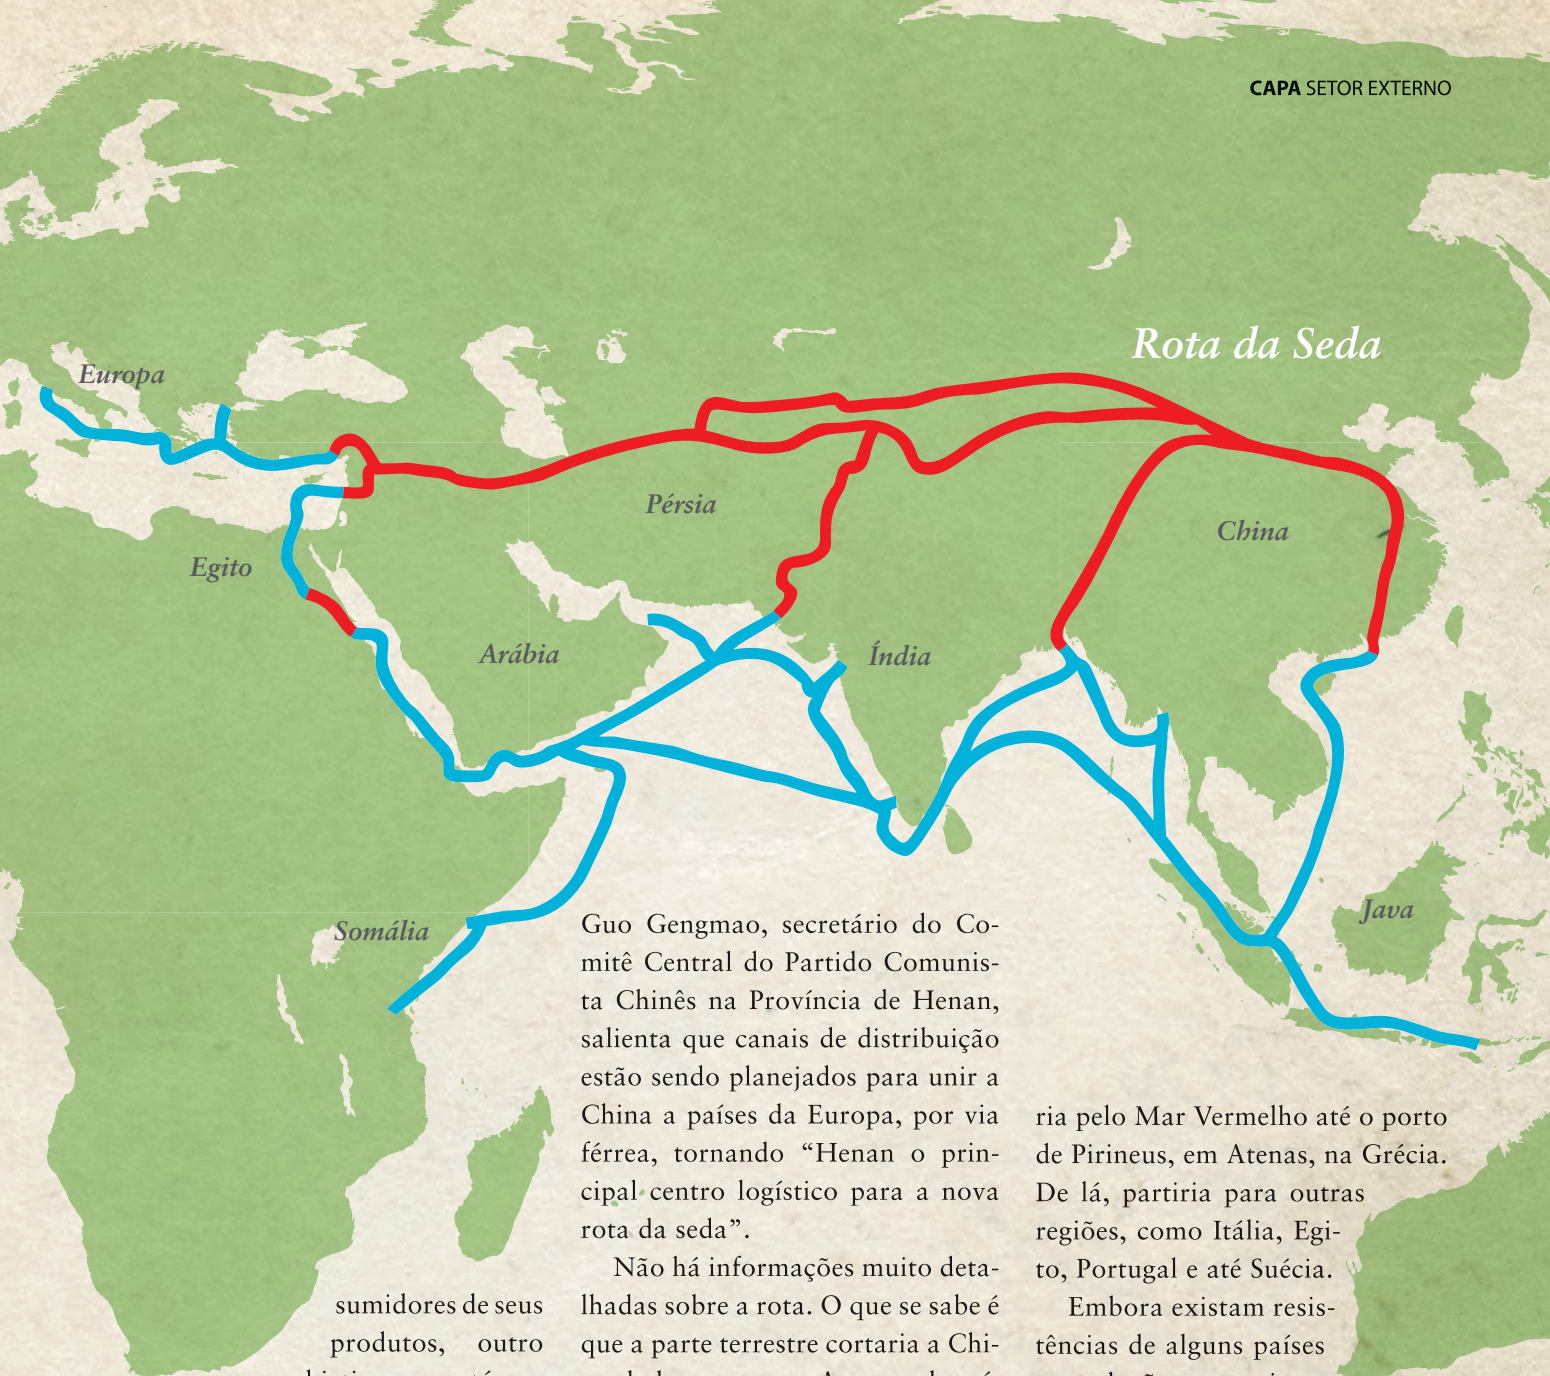 CAPA SETOR EXTERNO
Rota da Seda
Europa
Pérsia
China
Egito
Arábia
Índia
Somália
Java
sumidores de seus
produtos, outro
Guo Gengmao, secretário do Co-
mitê Central do Partido Comunis-
ta Chinês na Província de Henan,
salienta que canais de distribuição
estão sendo planejados para unir a
China a países da Europa, por via
férrea, tornando “Henan o prin-
cipal centro logístico para a nova
rota da seda”.
Não há informações muito deta-
lhadas sobre a rota. O que se sabe é
que a parte terrestre cortaria a Chi-
ria pelo Mar Vermelho até o porto
de Pirineus, em Atenas, na Grécia.
De lá, partiria para outras
regiões, como Itália, Egi-
to, Portugal e até Suécia.
Embora existam resis-
tências de alguns países